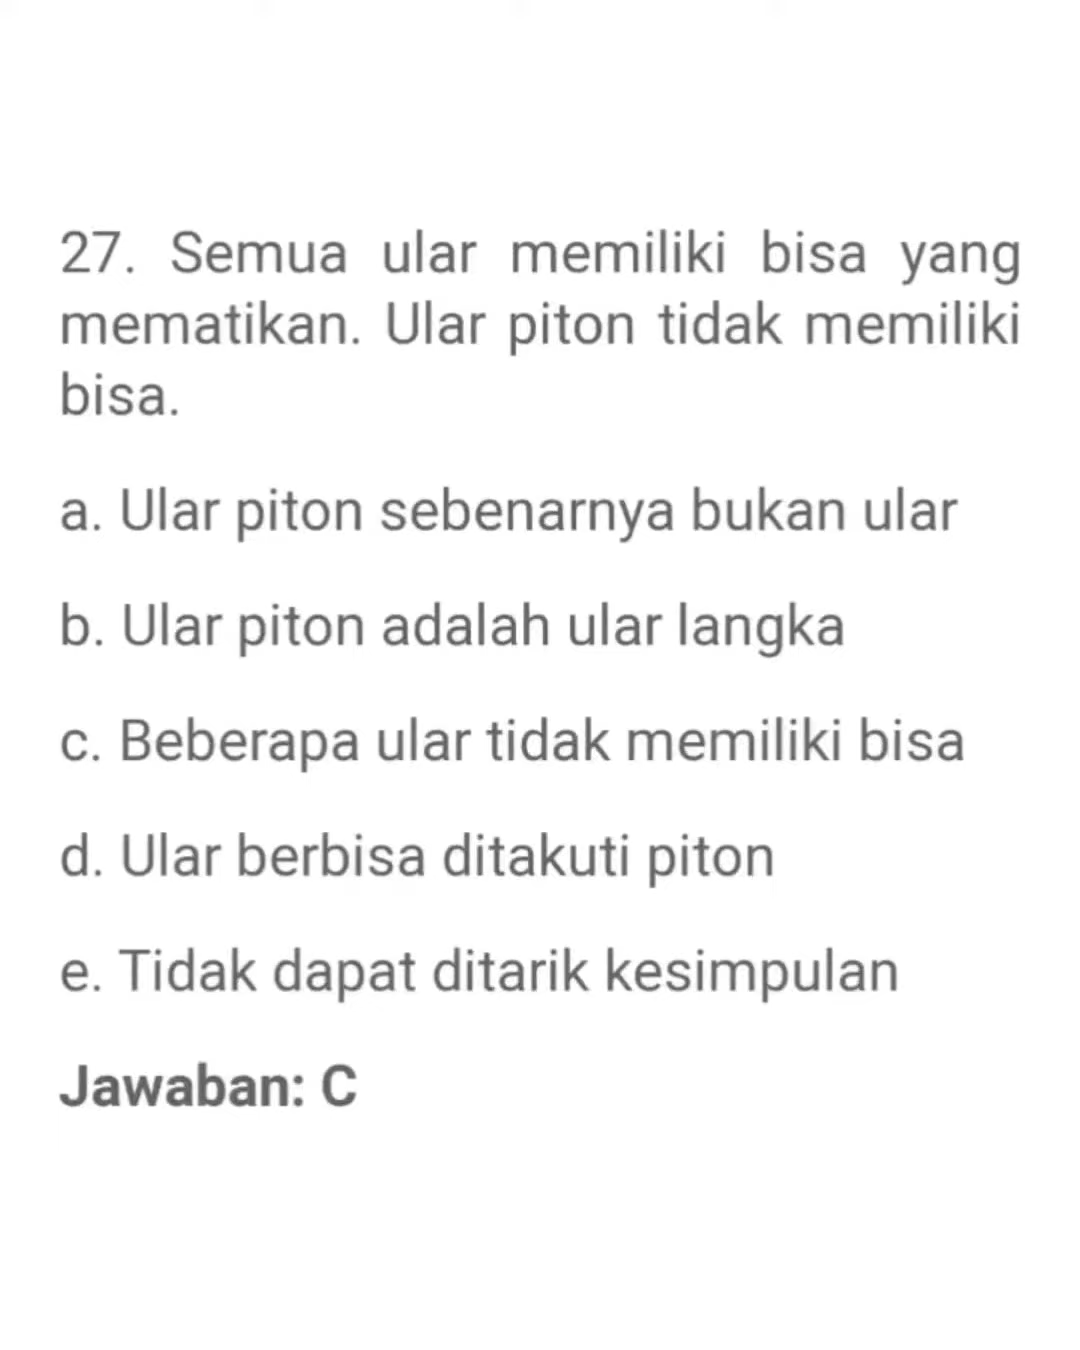 27. Semua ular memiliki bisa yang
mematikan. Ular piton tidak memiliki
bisa.
a. Ular piton sebenarnya bukan ular
b. Ular piton adalah ular langka
c. Beberapa ular tidak memiliki bisa
d. Ular berbisa ditakuti piton
e. Tidak dapat ditarik kesimpulan
Jawaban: C